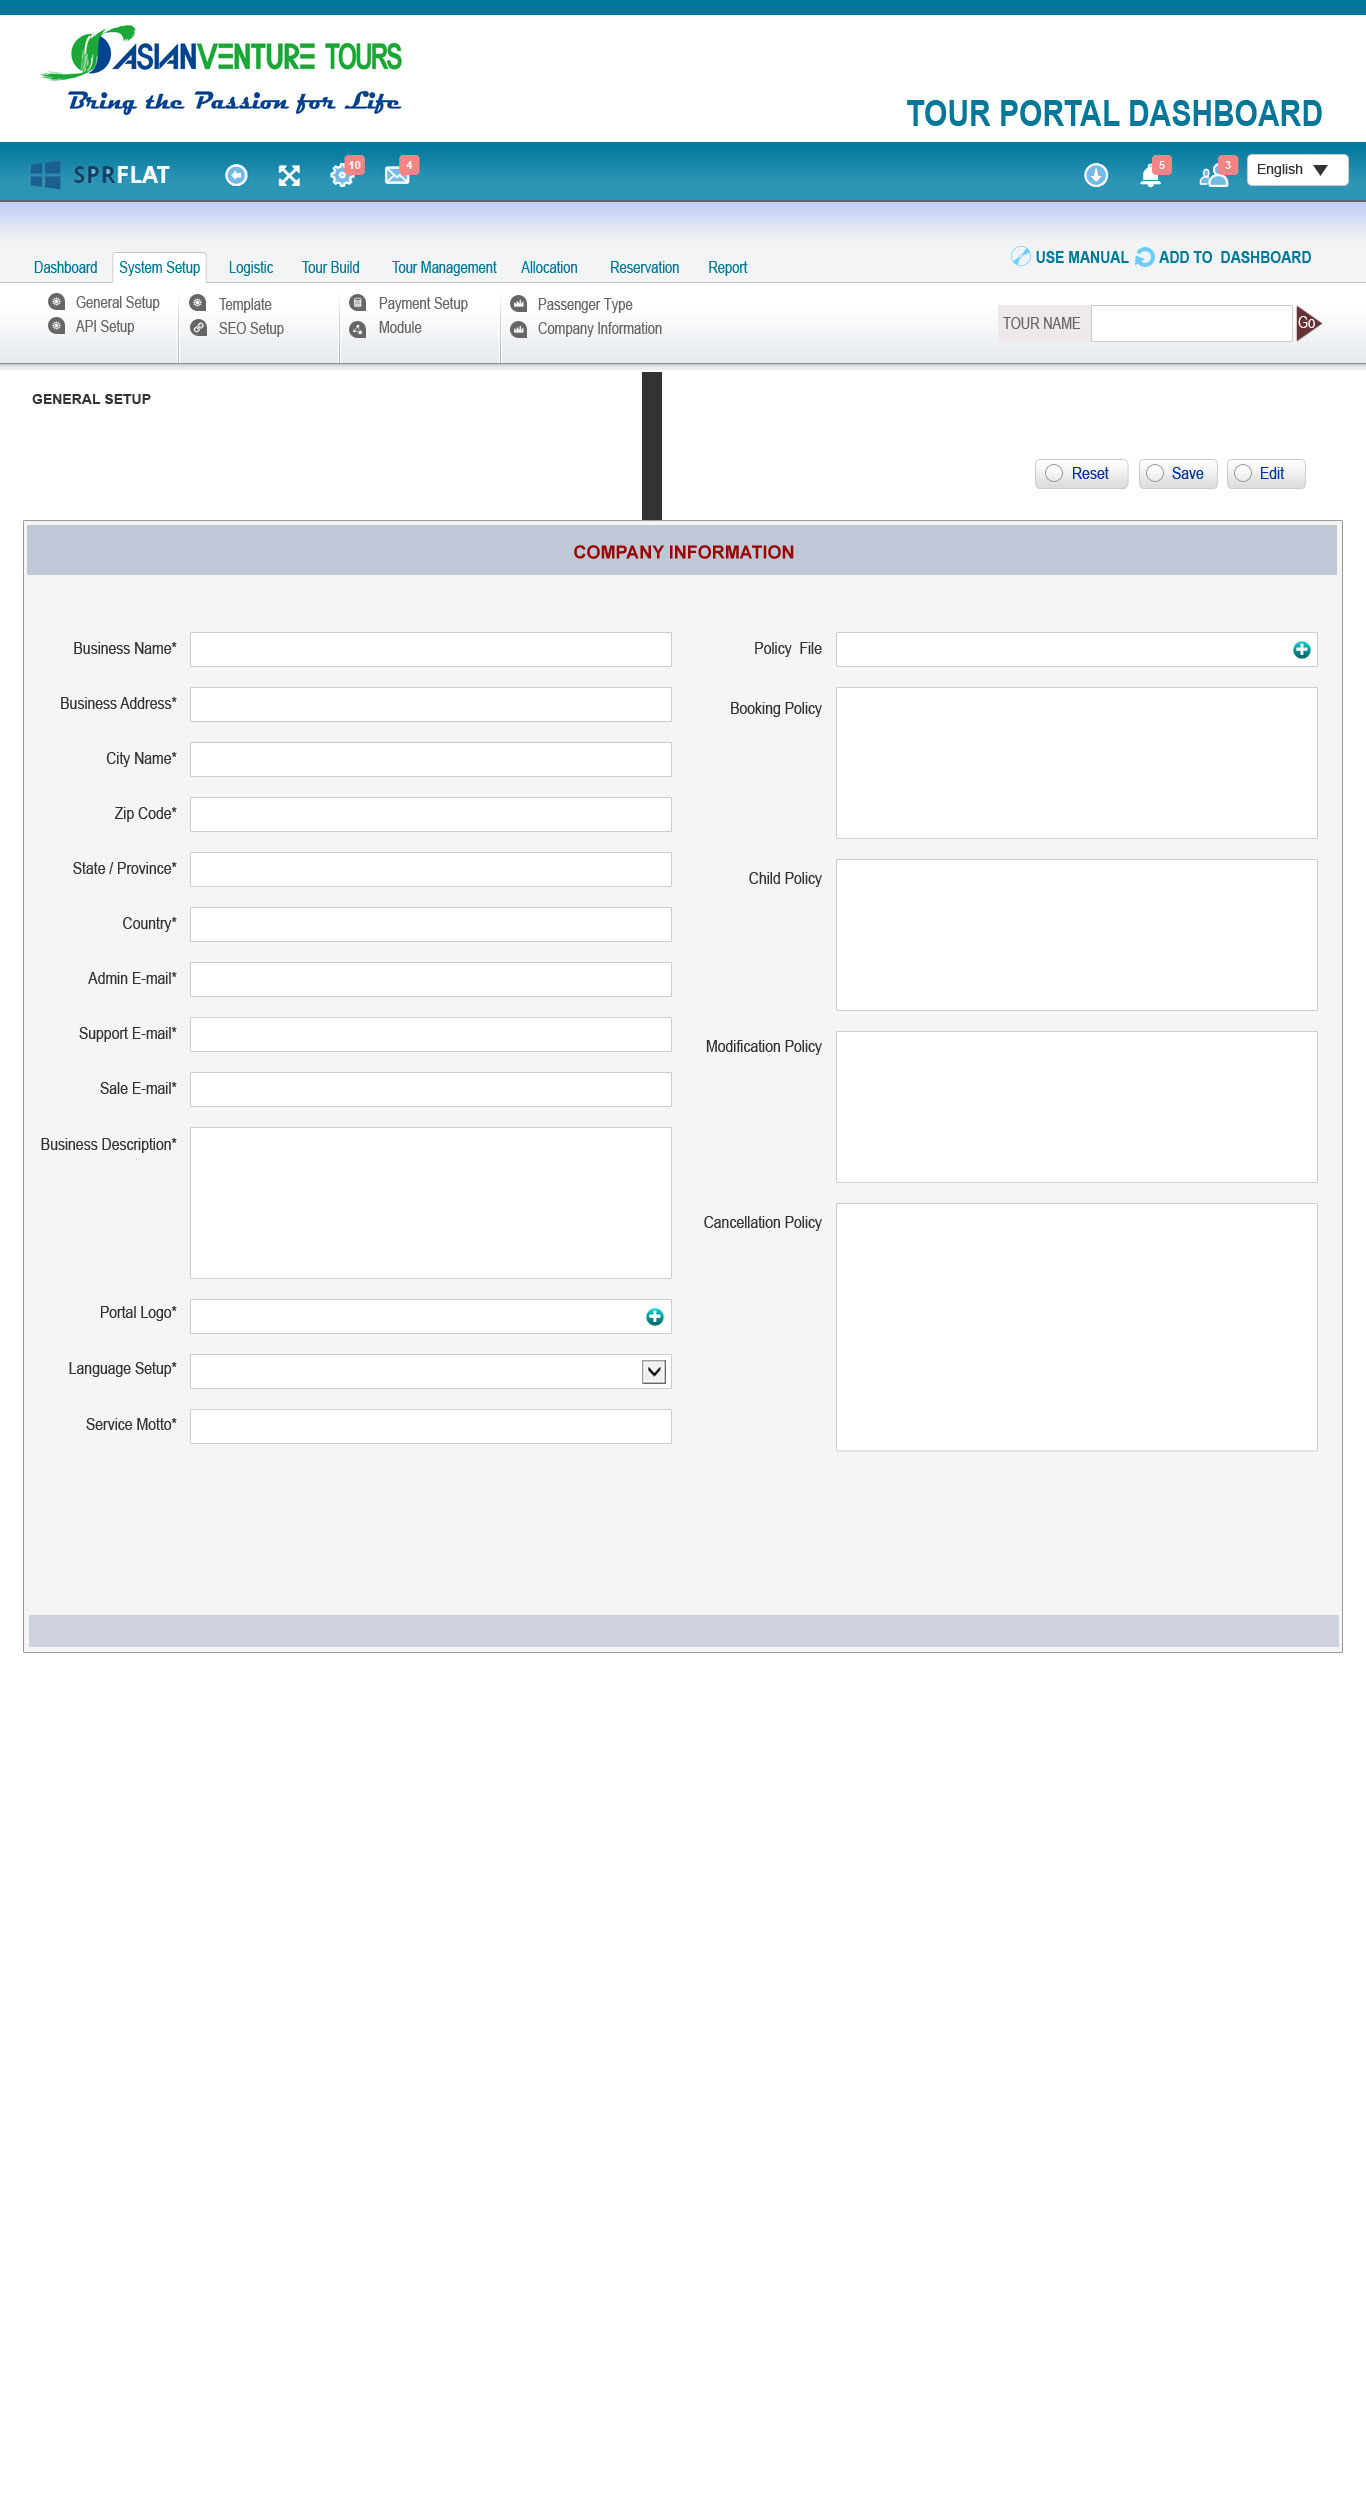 ASIANVENTURE TOURS
Bring the Passion for Life
TOUR PORTAL DASHBOARD
SPRFLAT
10
4
5
3
English
Dashboard
System Setup
Logistic
Tour Build
Tour Management
Allocation
Reservation
Report
USE MANUAL
ADD TO DASHBOARD
General Setup
Template
Payment Setup
Passenger Type
API Setup
SEO Setup
Module
Company Information
TOUR NAME
Go
GENERAL SETUP
Reset
Save
Edit
COMPANY INFORMATION
Business Name*
Business Address*
City Name*
Zip Code*
State / Province*
Country*
Admin E-mail*
Support E-mail*
Sale E-mail*
Business Description*
Portal Logo*
Language Setup*
Service Motto*
Policy File
Booking Policy
Child Policy
Modification Policy
Cancellation Policy